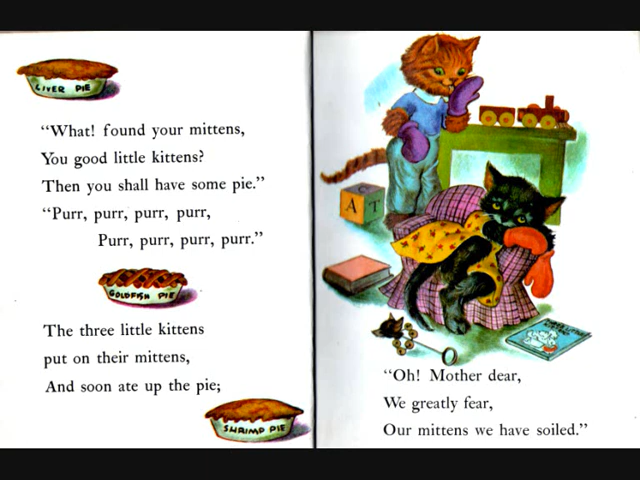 LIVER PIE
“What! found your mittens,
You good little kittens?
Then you shall have some pie.”
“Purr, purr, purr, purr,
Purr, purr, purr, purr.”
GOLDFISH PIE
The three little kittens
put on their mittens,
And soon ate up the pie;
SHRIMP PIE
A T
C
“Oh! Mother dear,
We greatly fear,
Our mittens we have soiled.”